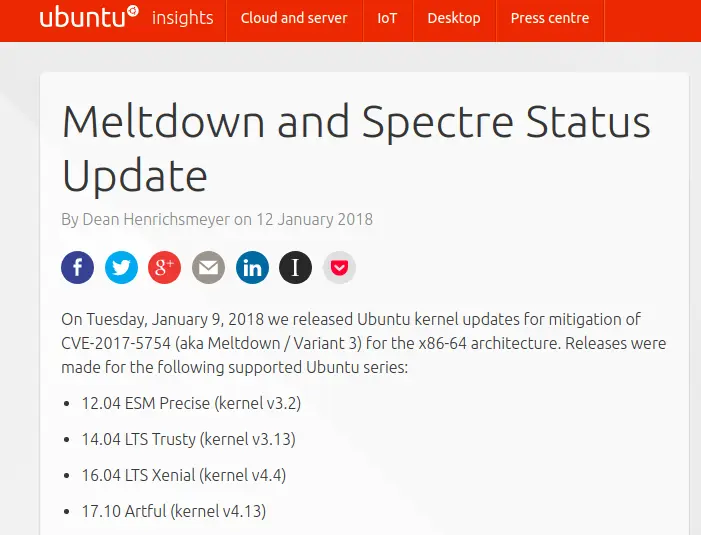 ubuntu insights Cloud and server IoT Desktop Press centre
Meltdown and Spectre Status
Update
By Dean Henrichsmeyer on 12 January 2018
On Tuesday, January 9, 2018 we released Ubuntu kernel updates for mitigation of
CVE-2017-5754 (aka Meltdown / Variant 3) for the x86-64 architecture. Releases were
made for the following supported Ubuntu series:
• 12.04 ESM Precise (kernel v3.2)
• 14.04 LTS Trusty (kernel v3.13)
• 16.04 LTS Xenial (kernel v4.4)
• 17.10 Artful (kernel v4.13)